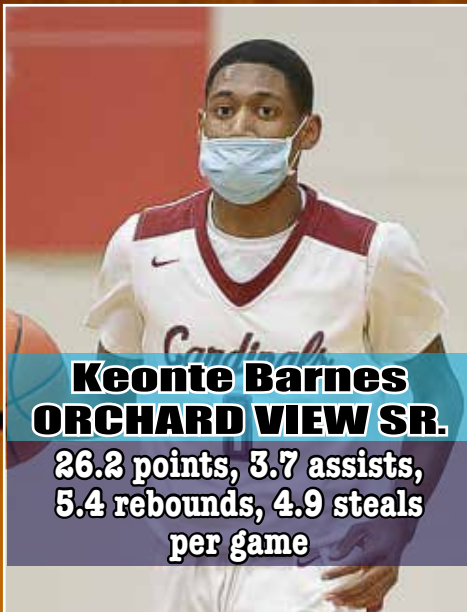 Cardinals
Keonte Barnes
ORCHARD VIEW SR.
26.2 points, 3.7 assists,
5.4 rebounds, 4.9 steals
per game